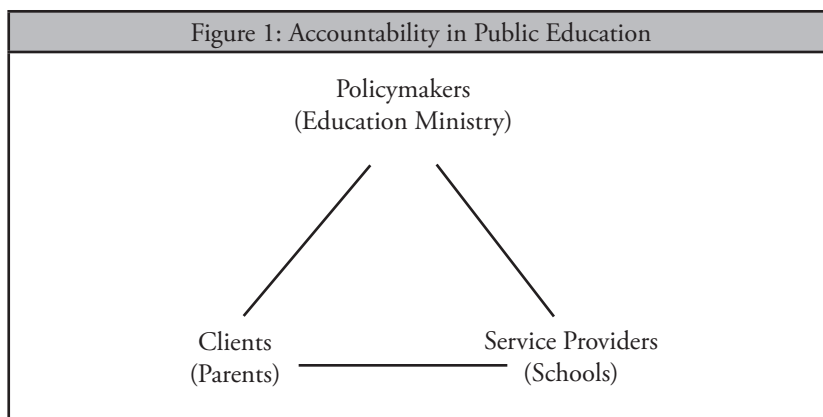 Figure 1: Accountability in Public Education
Policymakers
(Education Ministry)
Clients
(Parents)
Service Providers
(Schools)